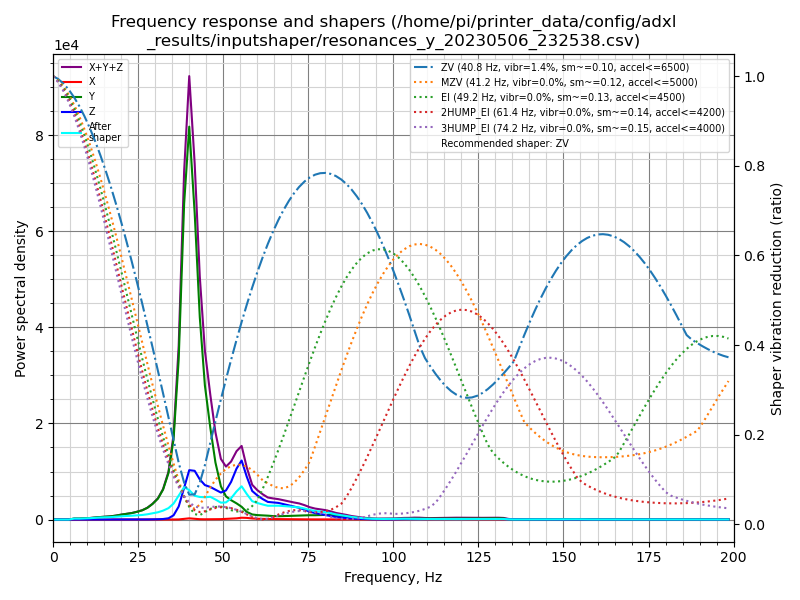 Frequency response and shapers (/home/pi/printer_data/config/adxl
_results/inputshaper/resonances_y_20230506_232538.csv)
1e4
X+Y+Z
X
Y
Z
After
shaper
ZV (40.8 Hz, vibr=1.4%, sm~=0.10, accel<=6500)
MZV (41.2 Hz, vibr=0.0%, sm~=0.12, accel<=5000)
EI (49.2 Hz, vibr=0.0%, sm~=0.13, accel<=4500)
2HUMP_EI (61.4 Hz, vibr=0.0%, sm~=0.14, accel<=4200)
3HUMP_EI (74.2 Hz, vibr=0.0%, sm~=0.15, accel<=4000)
Recommended shaper: ZV
Power spectral density
8
6
4
2
0
1.0
0.8
0.6
0.4
0.2
0.0
Shaper vibration reduction (ratio)
0 25 50 75 100 125 150 175 200
Frequency, Hz